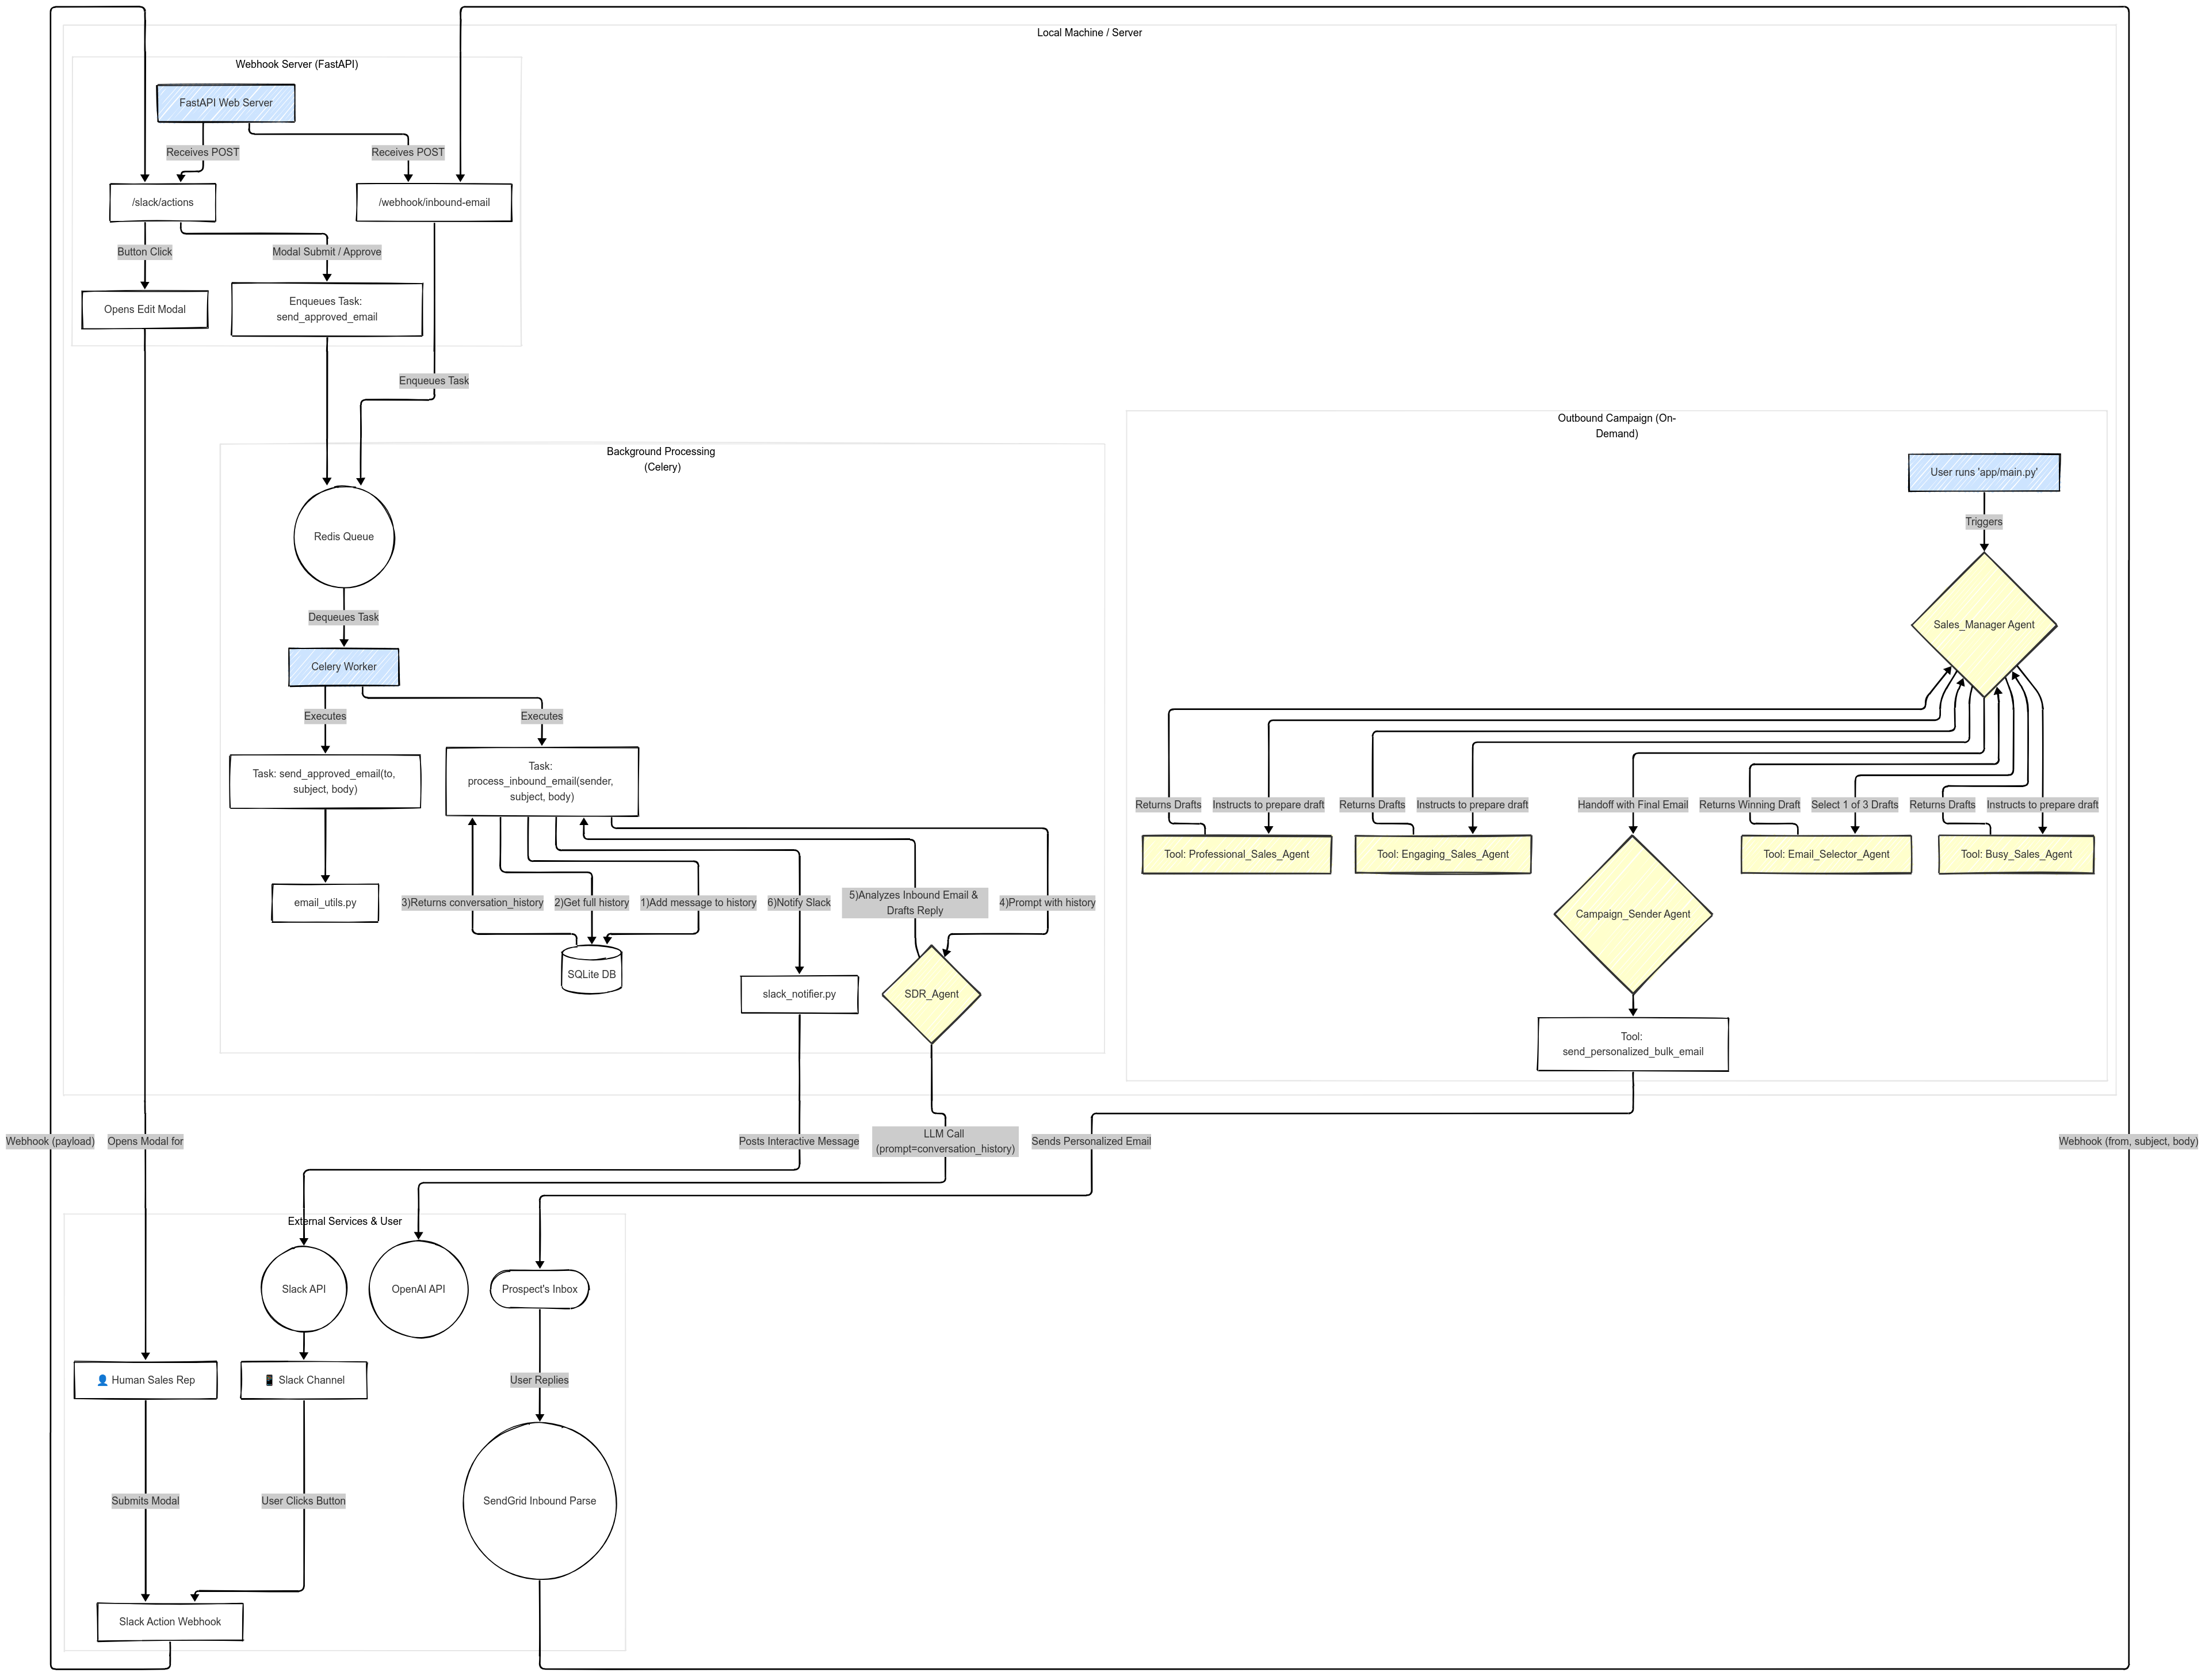 Local Machine / Server
Webhook Server (FastAPI)
FastAPI Web Server
Receives POST
Receives POST
/slack/actions
/webhook/inbound-email
Button Click
Modal Submit / Approve
Opens Edit Modal
Enqueues Task:
send_approved_email
Enqueues Task
Background Processing
(Celery)
Redis Queue
Dequeues Task
Celery Worker
Executes
Executes
Task: send_approved_email(to,
subject, body)
Task:
process_inbound_email(sender,
subject, body)
email_utils.py
3)Returns conversation_history
2)Get full history
1)Add message to history
6)Notify Slack
5)Analyzes Inbound Email &
Drafts Reply
4)Prompt with history
SQLite DB
slack_notifier.py
SDR_Agent
Outbound Campaign (On-
Demand)
User runs 'app/main.py'
Triggers
Sales_Manager Agent
Returns Drafts
Instructs to prepare draft
Returns Drafts
Instructs to prepare draft
Handoff with Final Email
Returns Winning Draft
Select 1 of 3 Drafts
Returns Drafts
Instructs to prepare draft
Tool: Professional_Sales_Agent
Tool: Engaging_Sales_Agent
Campaign_Sender Agent
Tool: Email_Selector_Agent
Tool: Busy_Sales_Agent
Tool:
send_personalized_bulk_email
Webhook (payload)
Opens Modal for
Posts Interactive Message
LLM Call
(prompt=conversation_history)
Sends Personalized Email
Webhook (from, subject, body)
External Services & User
Slack API
OpenAI API
Prospect's Inbox
👤 Human Sales Rep
📱 Slack Channel
User Replies
Submits Modal
User Clicks Button
SendGrid Inbound Parse
Slack Action Webhook